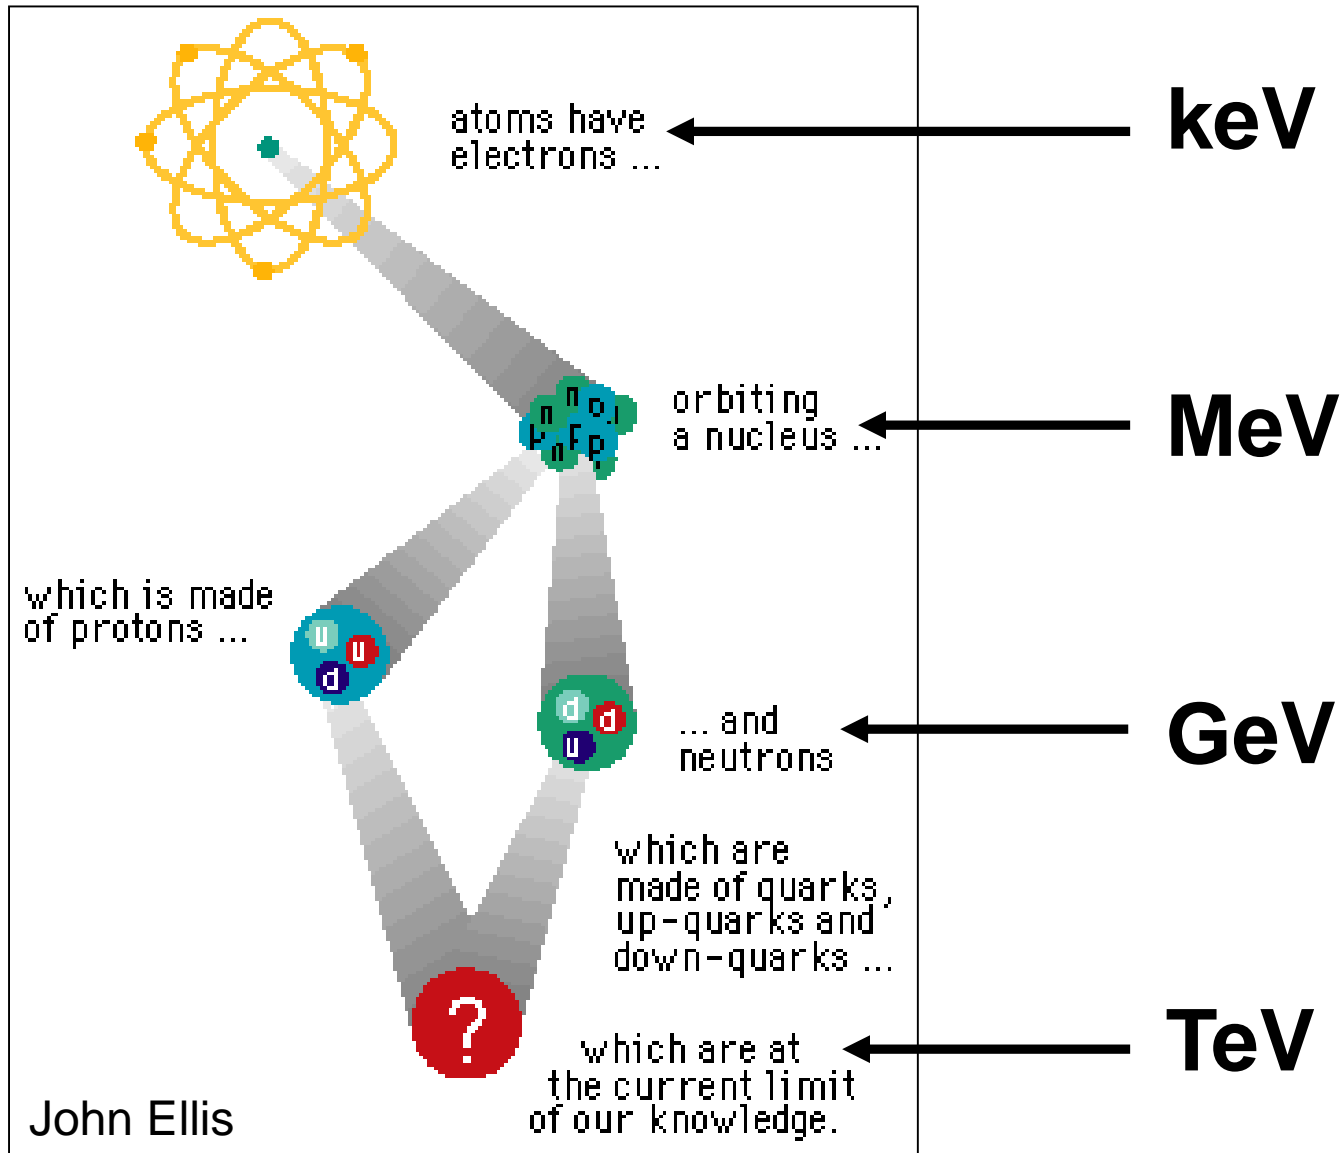 atoms have
electrons ...
keV
n
n
p
n
p
orbiting
a nucleus ...
MeV
which is made
of protons ...
u
u
d
d
d
u
... and
neutrons
GeV
which are
made of quarks,
up-quarks and
down-quarks ...
?
which are at
the current limit
of our knowledge.
TeV
John Ellis